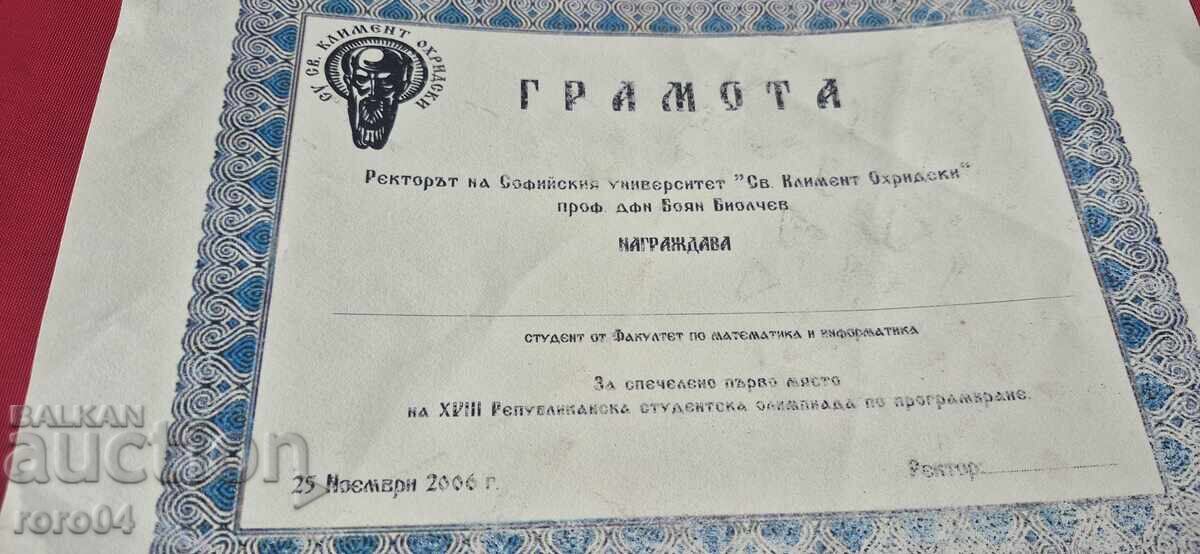 СУ СВ. КЛИМЕНТ ОХРИДСКИ
ГРАМОТА
Ректорът на Софийския университет "Св. Климент Охридски"
проф. дфн Боян Биолчев
НАГРАЖДАВА
студент от Факултет по математика и информатика
За спечелено първо място
на XVIII Републиканска студентска олимпиада по програмиране.
25 Ноември 2006 г.
Ректор:
BALKAN
auction
roro04